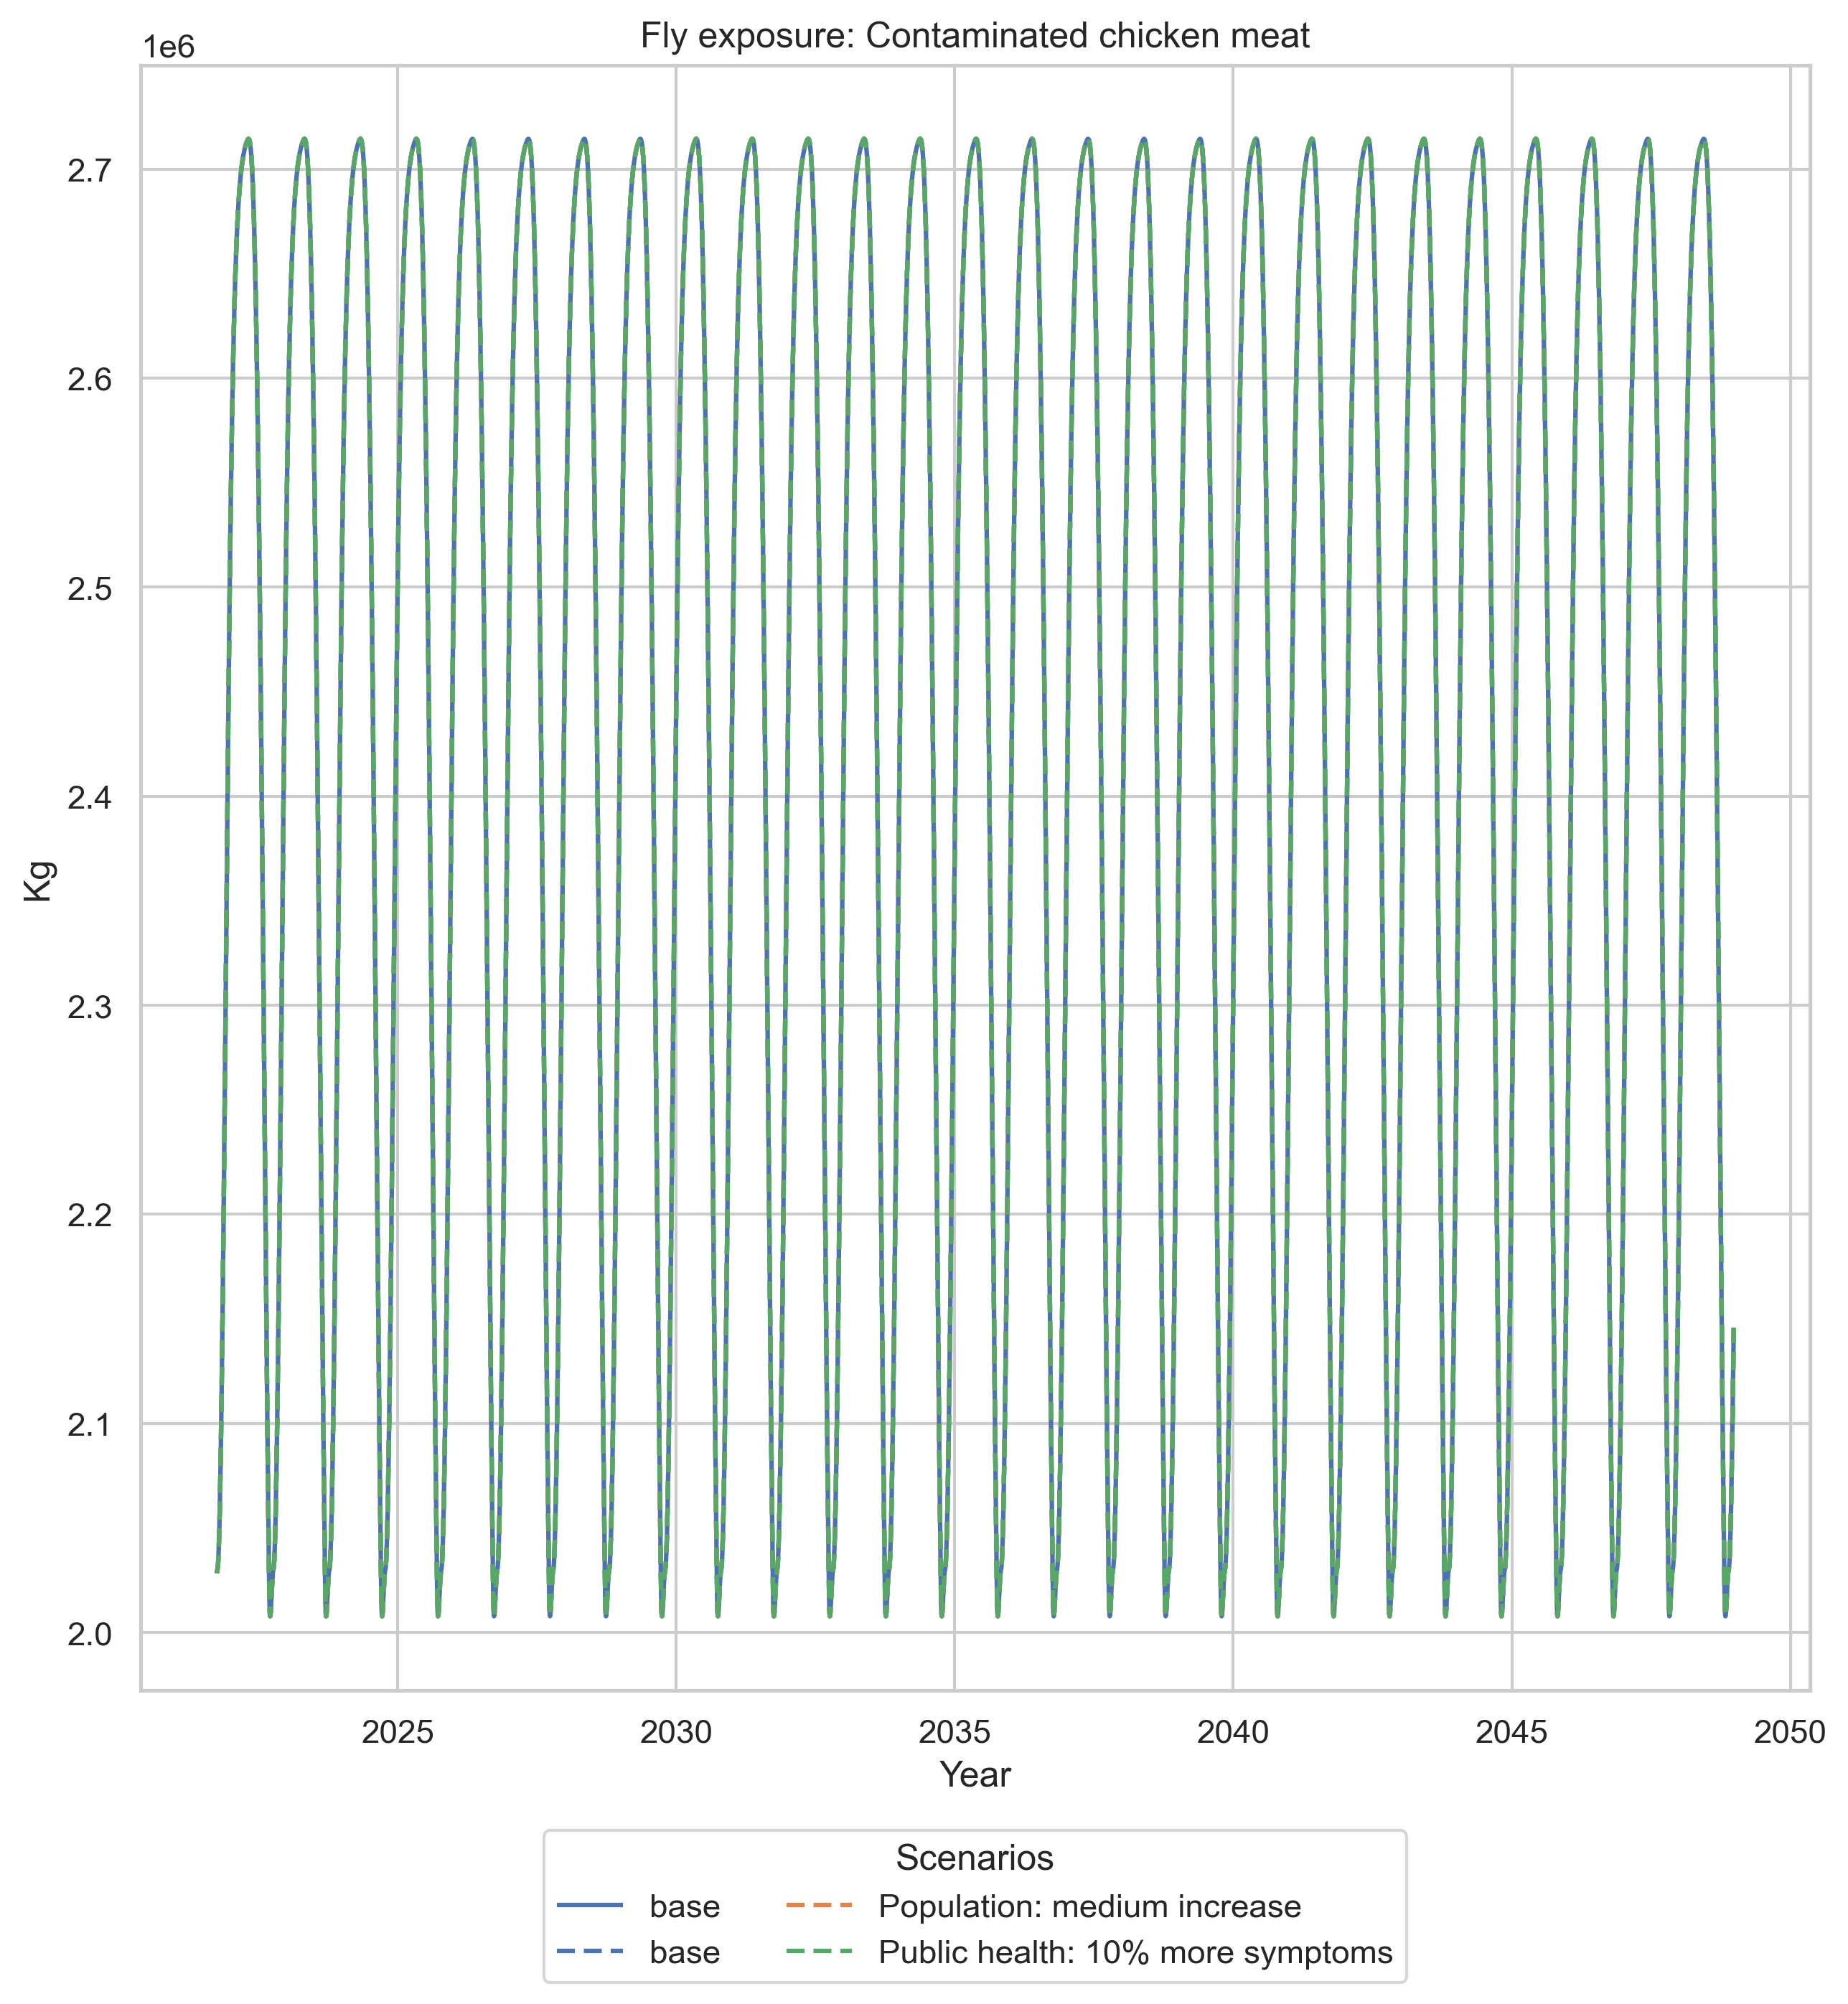 Fly exposure: Contaminated chicken meat
1e6
2.7
2.6
2.5
2.4
2.3
2.2
2.1
2.0
Kg
2025 2030 2035 2040 2045 2050
Year
Scenarios
base Population: medium increase
base Public health: 10% more symptoms